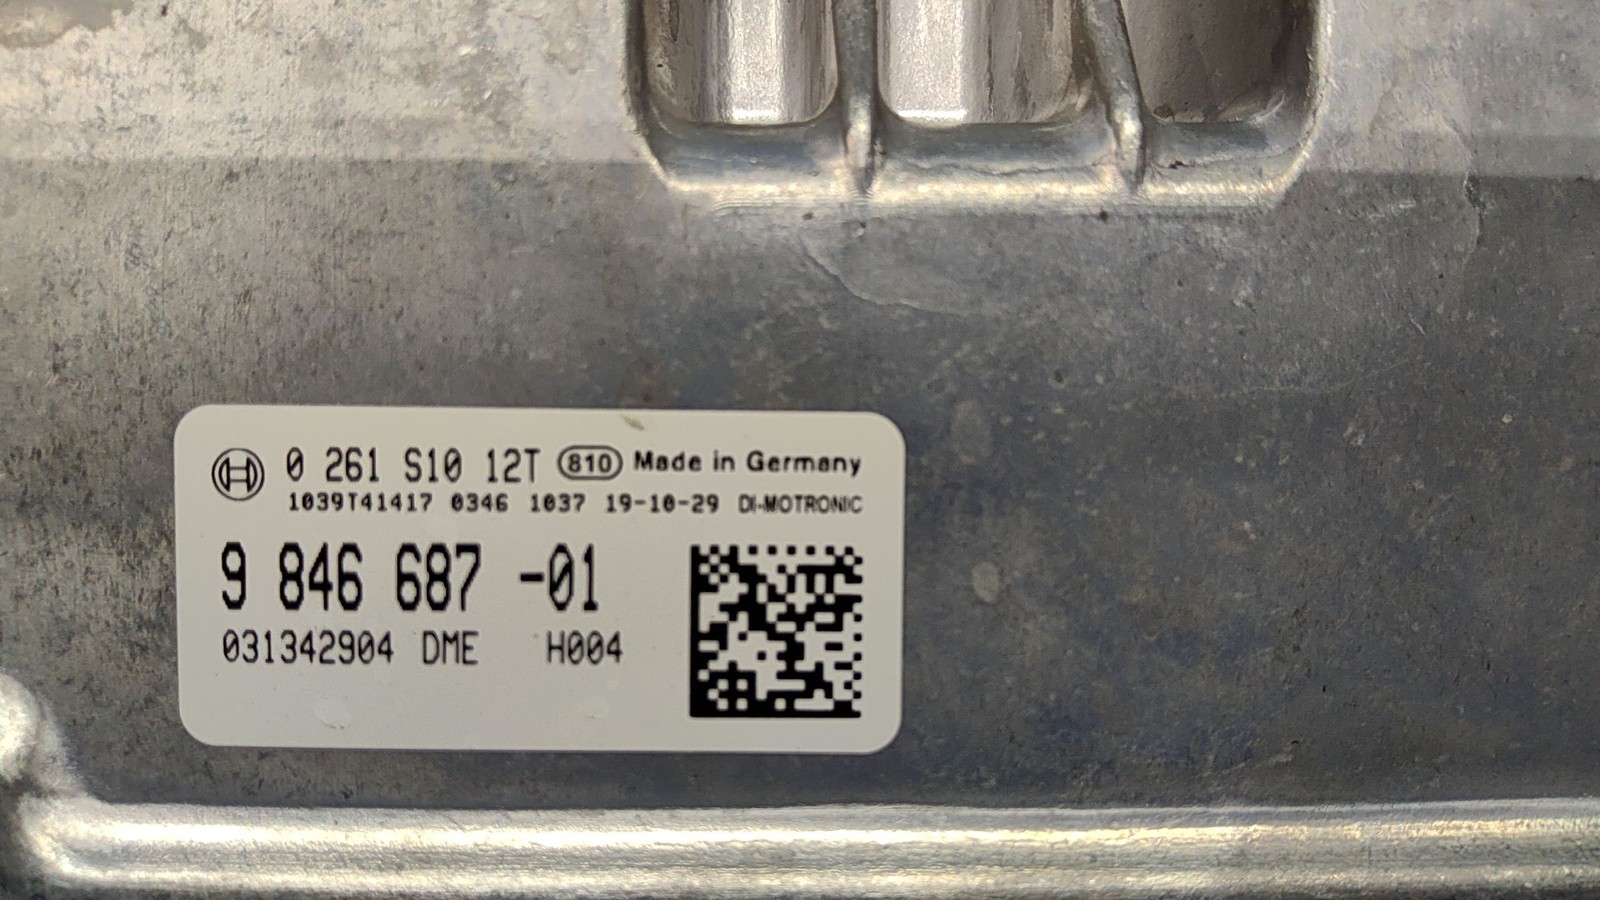 0 261 S10 12T 810 Made in Germany
1039T41417 0346 1037 19-10-29 DI-MOTRONIC
9 846 687 -01
031342904 DME H004